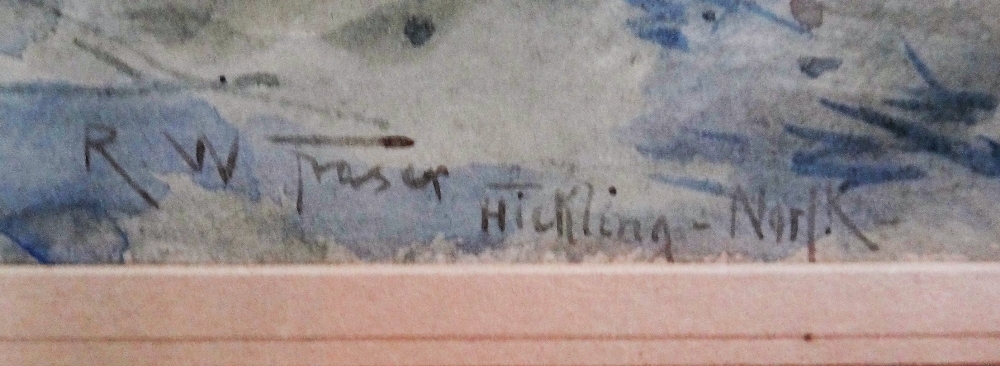 R. W Fraser
Hickling - Norf.K